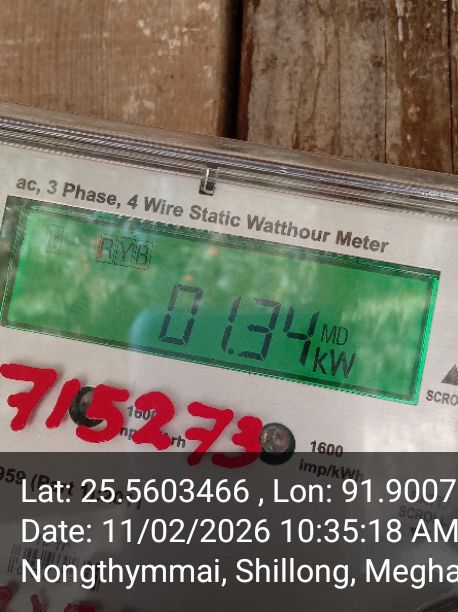 ac, 3 Phase, 4 Wire Static Watthour Meter
RYB
01.34 MD kW
SCRO
715273
1600
1600
imp/kWh
Lat: 25.5603466 , Lon: 91.9007
Date: 11/02/2026 10:35:18 AM
Nongthymmai, Shillong, Megha